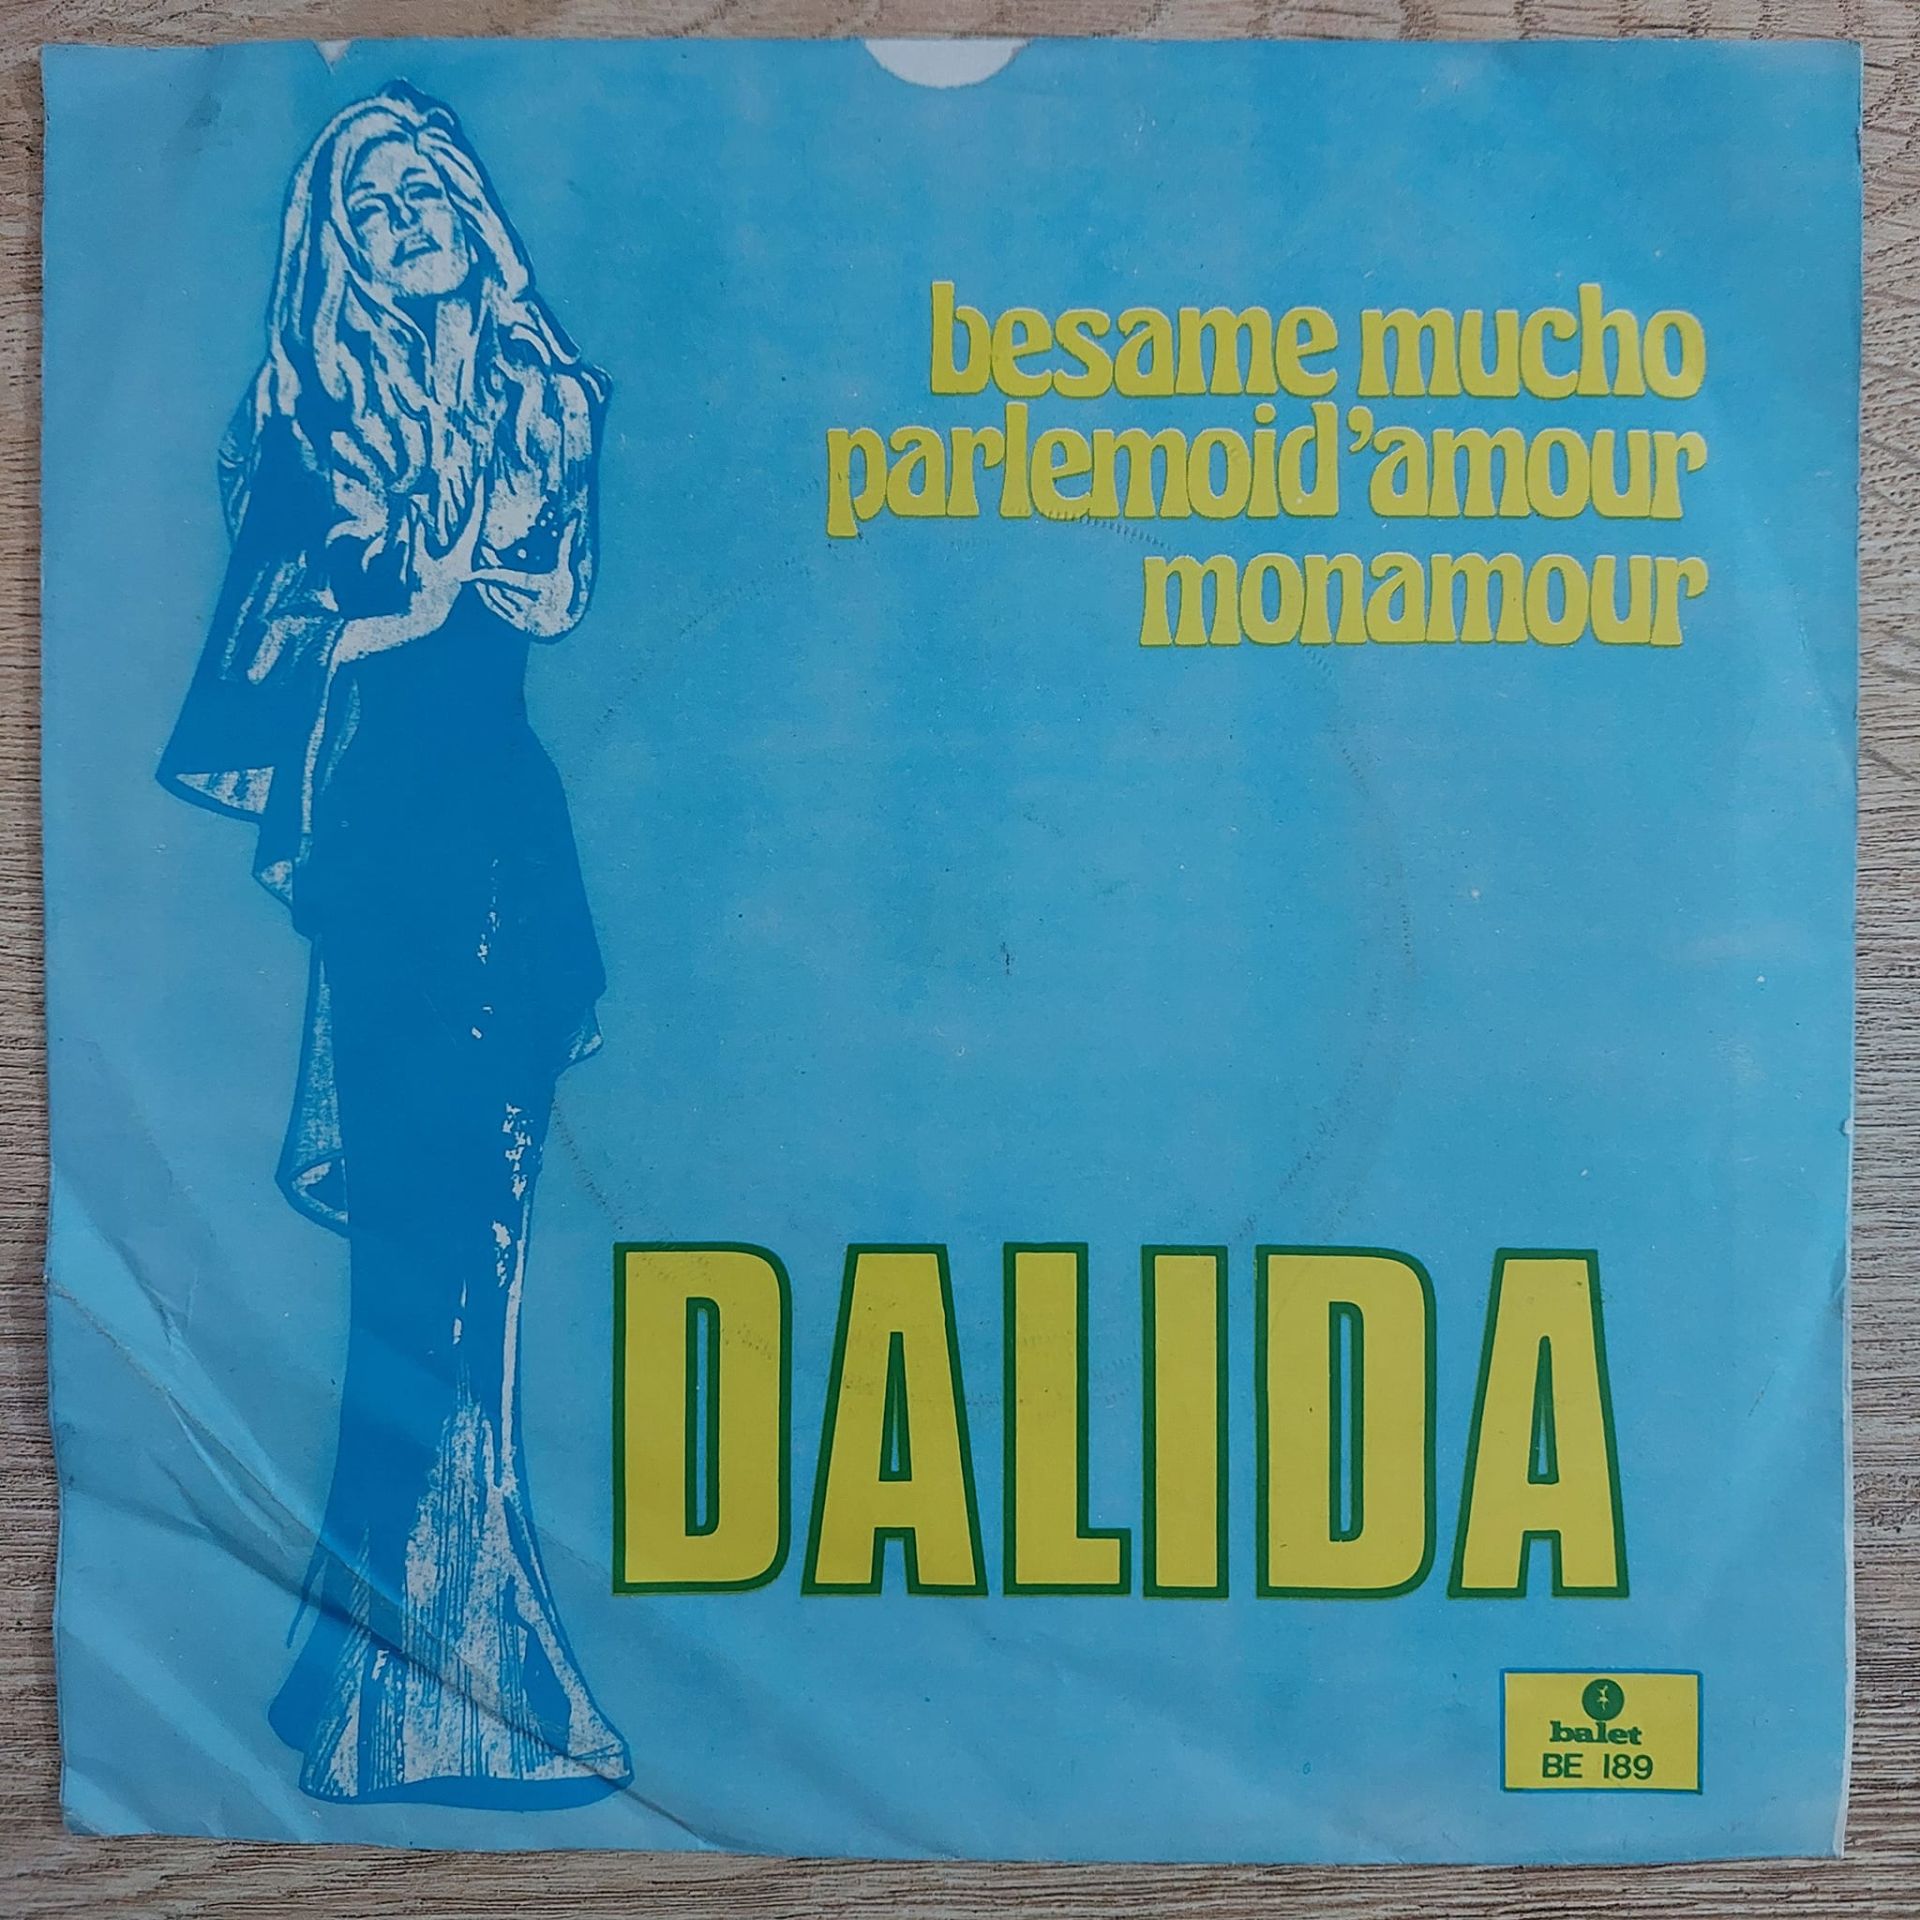 besame mucho
parlemoid'amour
monamour
DALIDA
balet
BE 189